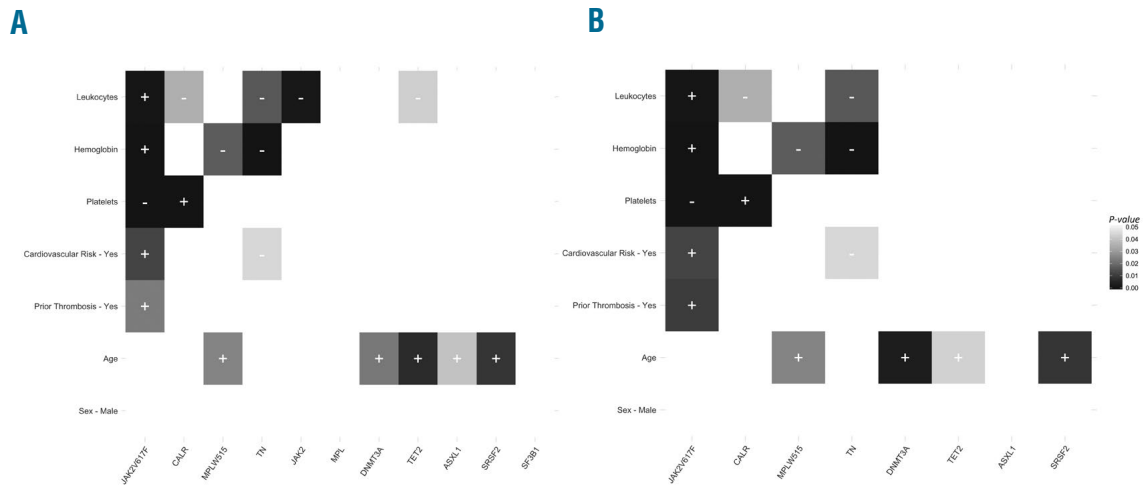 A
Leukocytes
+ - - - -
Hemoglobin
+ - -
Platelets
- +
Cardiovascular Risk - Yes
+ -
Prior Thrombosis - Yes
+
Age
+ + + + +
Sex - Male
JAK2V617F
CALR
MPLW515
TN
JAK2
MPL
DNMT3A
TET2
ASXL1
SRSF2
SF3B1
B
Leukocytes
+ - -
Hemoglobin
+ - -
Platelets
- +
Cardiovascular Risk - Yes
+ -
Prior Thrombosis - Yes
+
Age
+ + + +
Sex - Male
JAK2V617F
CALR
MPLW515
TN
DNMT3A
TET2
ASXL1
SRSF2
P-value
0.05
0.04
0.03
0.02
0.01
0.00